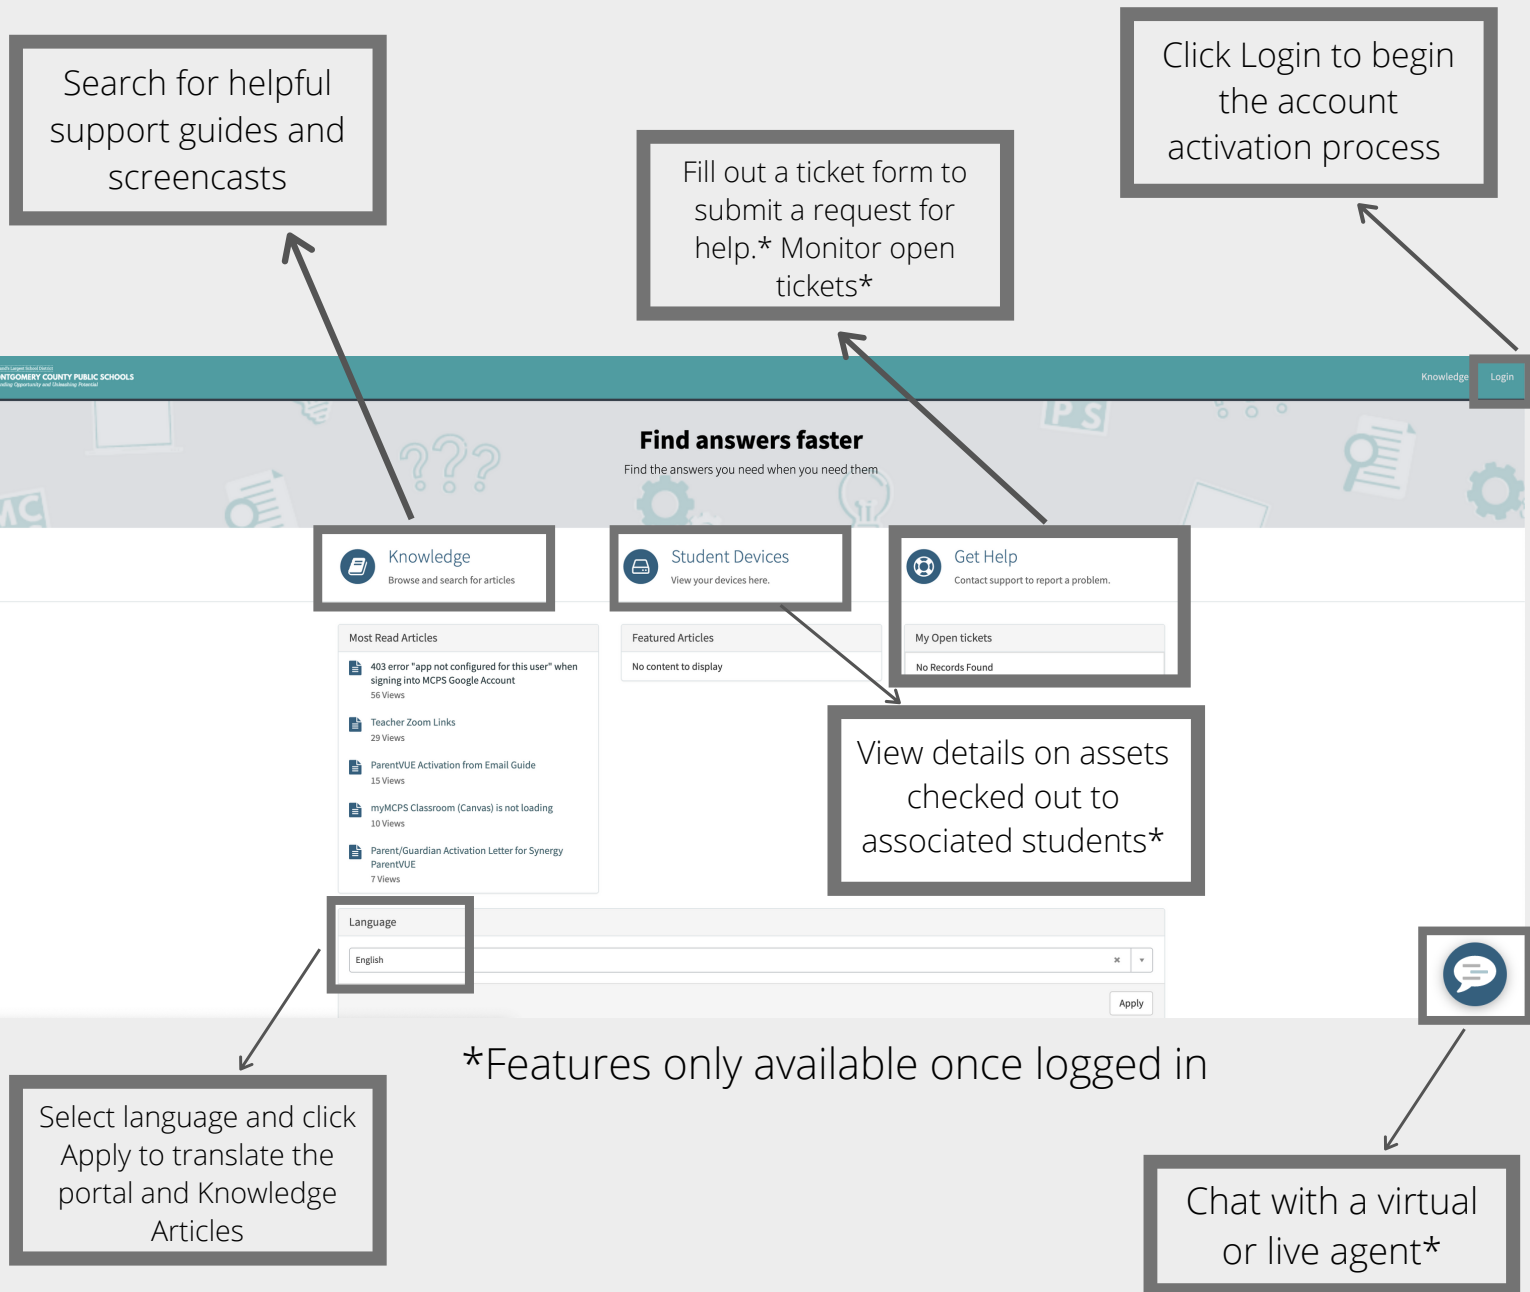 Search for helpful
support guides and
screencasts
Click Login to begin
the account
activation process
Fill out a ticket form to
submit a request for
help.* Monitor open
tickets*
MONTGOMERY COUNTY PUBLIC SCHOOLS
Knowledge
Login
PS
???
MC
Find answers faster
Find the answers you need when you need them
Knowledge
Browse and search for articles
Student Devices
View your devices here.
Get Help
Contact support to report a problem.
Most Read Articles
403 error "app not configured for this user" when
signing into MCPS Google Account
56 Views
Teacher Zoom Links
29 Views
ParentVUE Activation from Email Guide
15 Views
myMCPS Classroom (Canvas) is not loading
10 Views
Parent/Guardian Activation Letter for Synergy
ParentVUE
7 Views
Featured Articles
No content to display
My Open tickets
No Records Found
View details on assets
checked out to
associated students*
Language
English
Apply
*Features only available once logged in
Select language and click
Apply to translate the
portal and Knowledge
Articles
Chat with a virtual
or live agent*